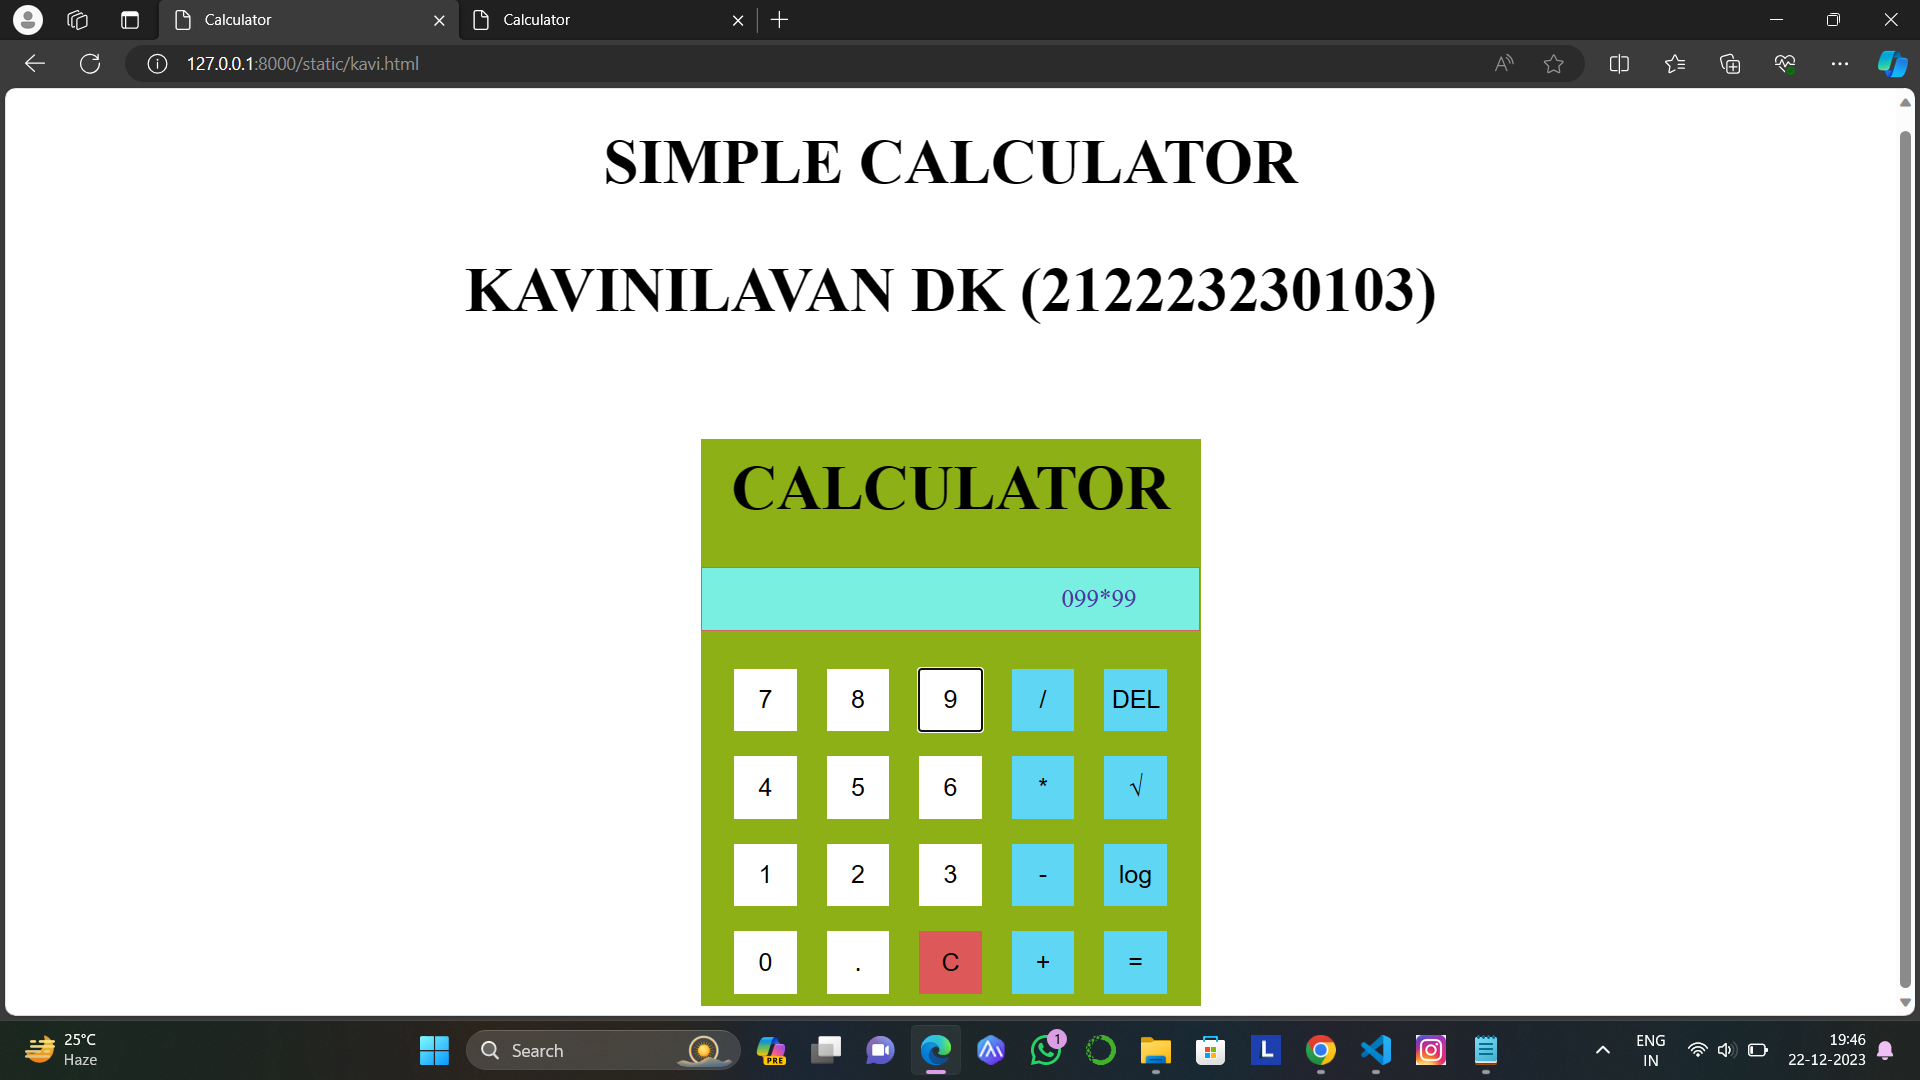 Calculator
Calculator
127.0.0.1:8000/static/kavi.html
SIMPLE CALCULATOR
KAVINILAVAN DK (212223230103)
CALCULATOR
099*99
7 8 9 / DEL
4 5 6 * √
1 2 3 - log
0 . C + =
25°C
Haze
Search
PRE
1
L
ENG
IN
19:46
22-12-2023